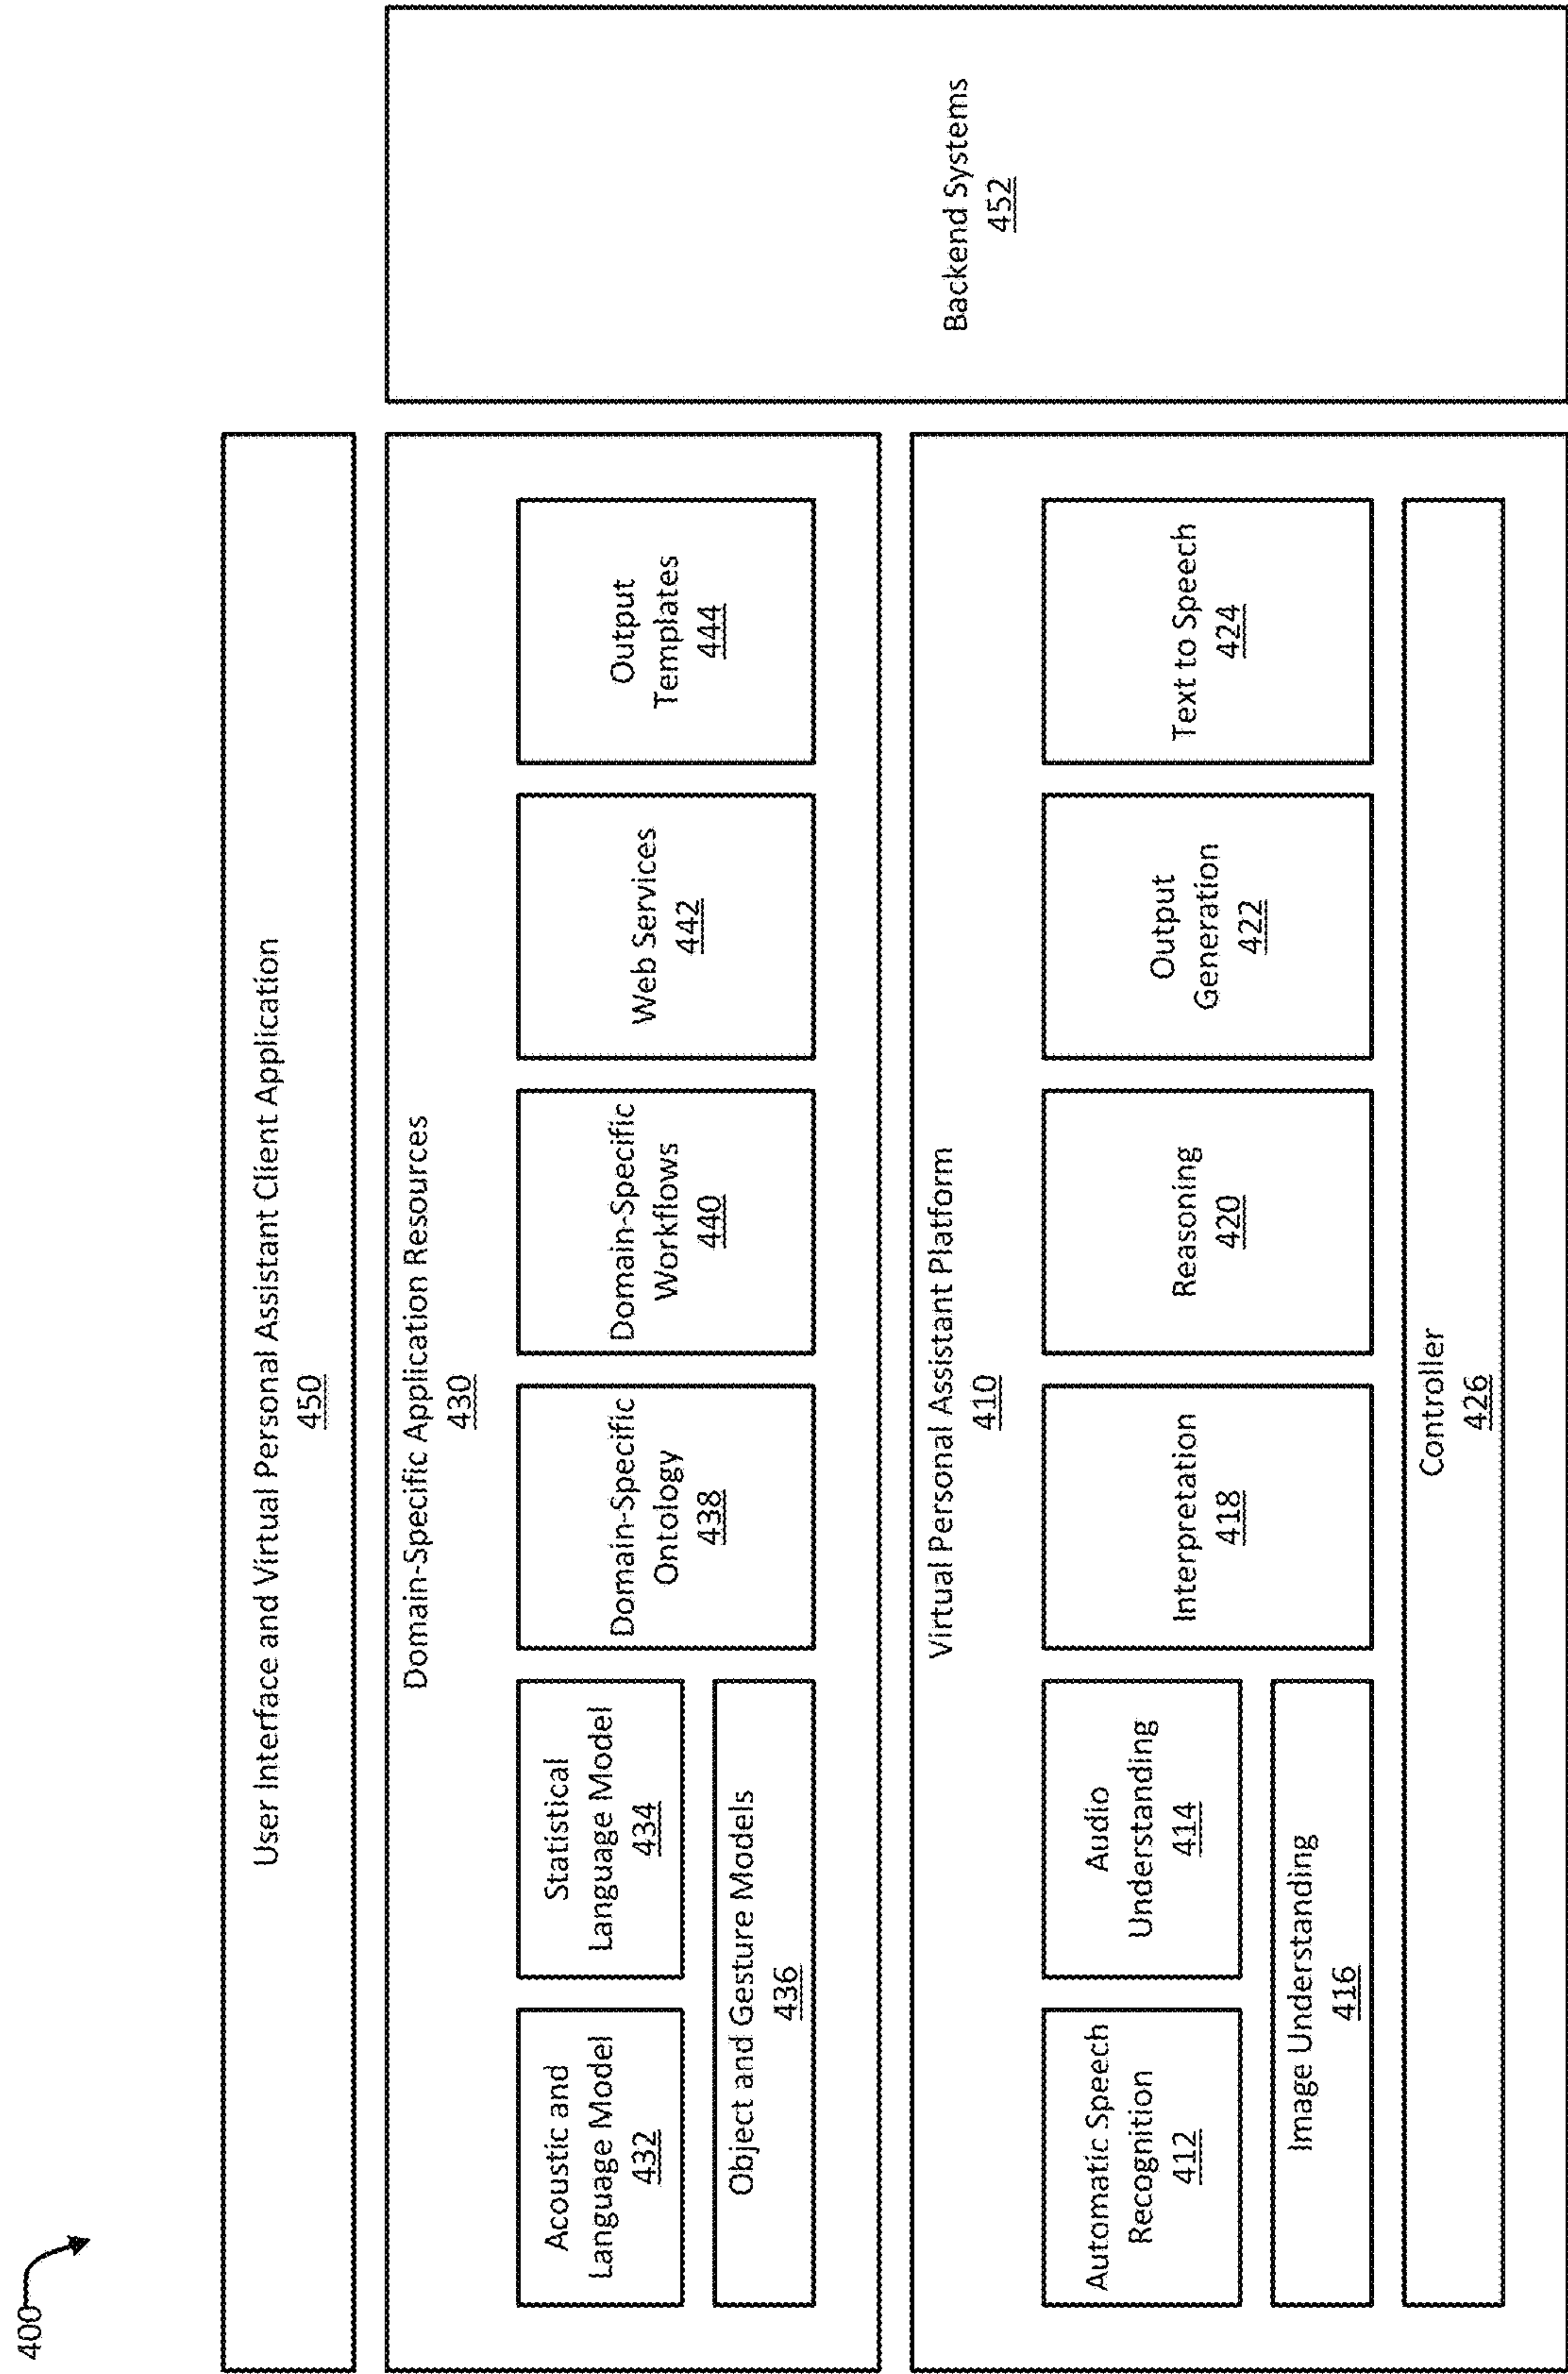 400
User Interface and Virtual Personal Assistant Client Application
450
Domain-Specific Application Resources
430
Acoustic and
Language Model
432
Statistical
Language Model
434
Object and Gesture Models
436
Domain-Specific
Ontology
438
Domain-Specific
Workflows
440
Web Services
442
Output
Templates
444
Virtual Personal Assistant Platform
410
Automatic Speech
Recognition
412
Audio
Understanding
414
Image Understanding
416
Interpretation
418
Reasoning
420
Output
Generation
422
Text to Speech
424
Controller
426
Backend Systems
452